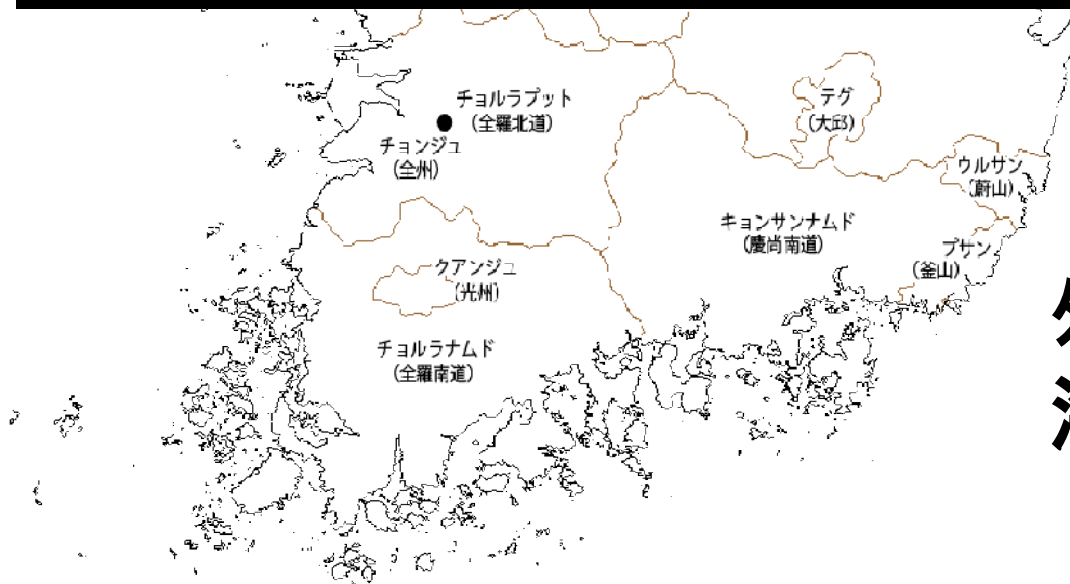 チョルラプット
(全羅北道)
チョンジュ
(全州)
テグ
(大邱)
ウルサン
(蔚山)
キョンサンナムド
(慶尚南道)
プサン
(釜山)
クアンジュ
(光州)
チョルラナムド
(全羅南道)